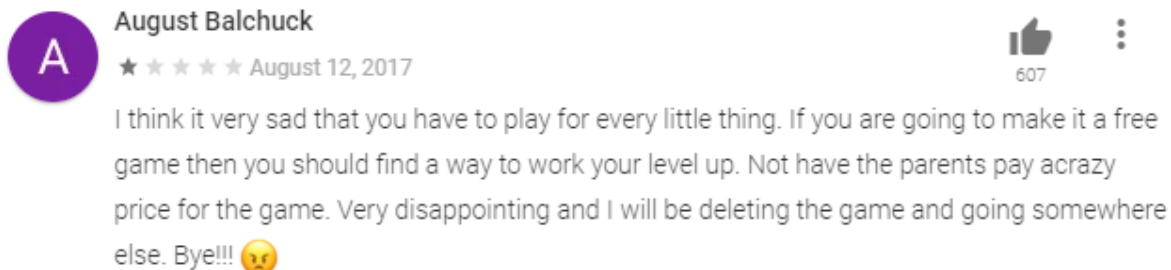 August Balchuck
A
★ ★ ★ ★ ★ August 12, 2017
607
I think it very sad that you have to play for every little thing. If you are going to make it a free
game then you should find a way to work your level up. Not have the parents pay acrazy
price for the game. Very disappointing and I will be deleting the game and going somewhere
else. Bye!!! 😠